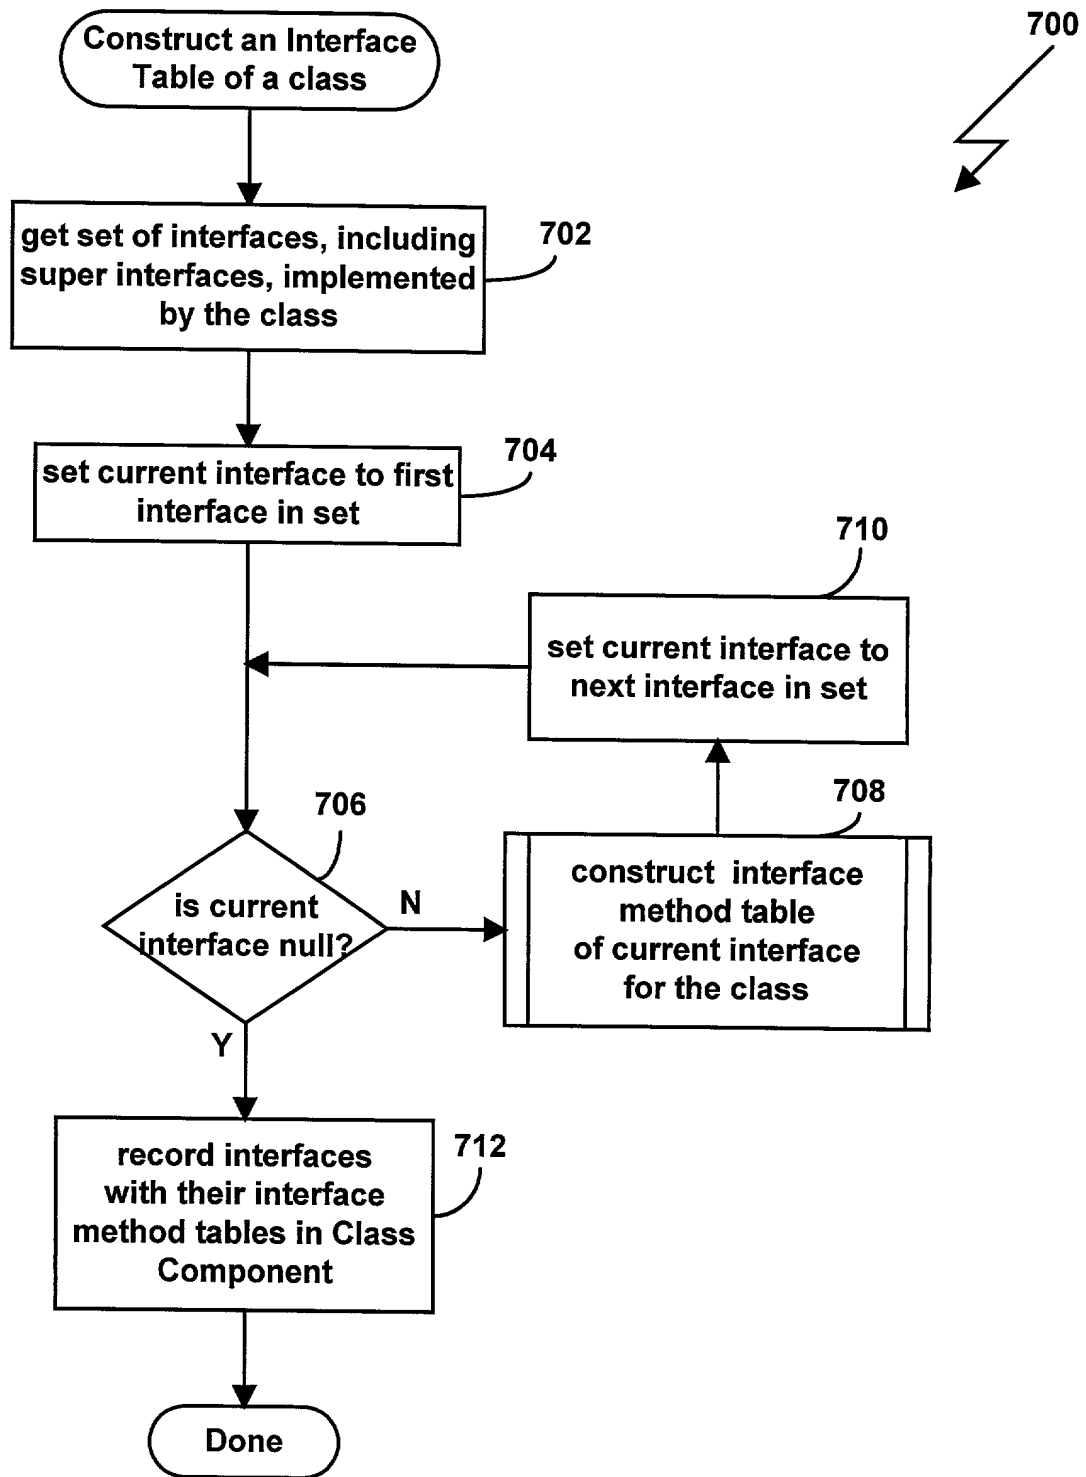 700
Construct an Interface
Table of a class
702
get set of interfaces, including
super interfaces, implemented
by the class
704
set current interface to first
interface in set
710
set current interface to
next interface in set
706
708
is current
interface null?
N
construct interface
method table
of current interface
for the class
Y
712
record interfaces
with their interface
method tables in Class
Component
Done